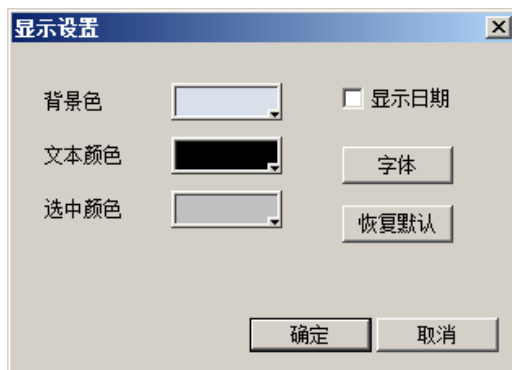 显示设置
背景色
显示日期
文本颜色
字体
选中颜色
恢复默认
确定
取消